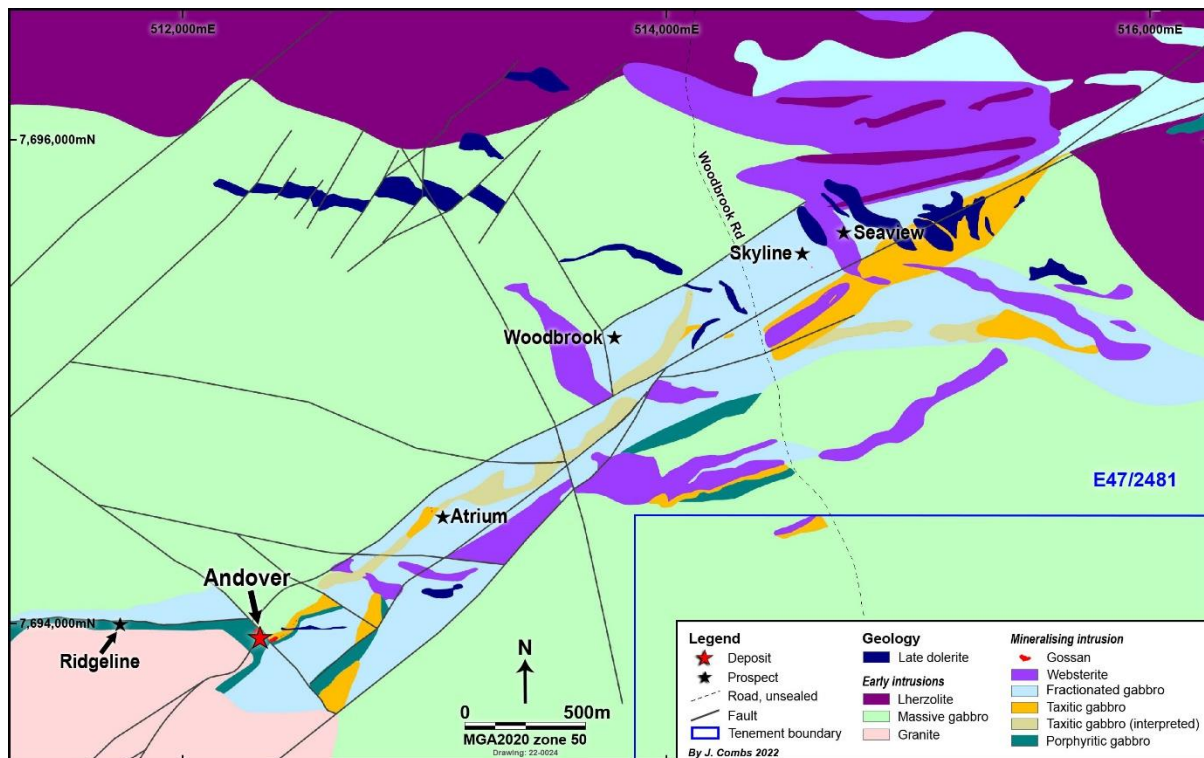 512,000mE
514,000mE
516,000mE
7,696,000mN
Woodbrook Rd
Seaview
Skyline
Woodbrook
E47/2481
Atrium
Andover
7,694,000mN
Ridgeline
N
0 500m
MGA2020 zone 50
Drawing: 22-0024
Legend
Deposit
Prospect
Road, unsealed
Fault
Tenement boundary
By J. Combs 2022
Geology
Late dolerite
Early intrusions
Lherzolite
Massive gabbro
Granite
Mineralising intrusion
Gossan
Websterite
Fractionated gabbro
Taxitic gabbro
Taxitic gabbro (interpreted)
Porphyritic gabbro